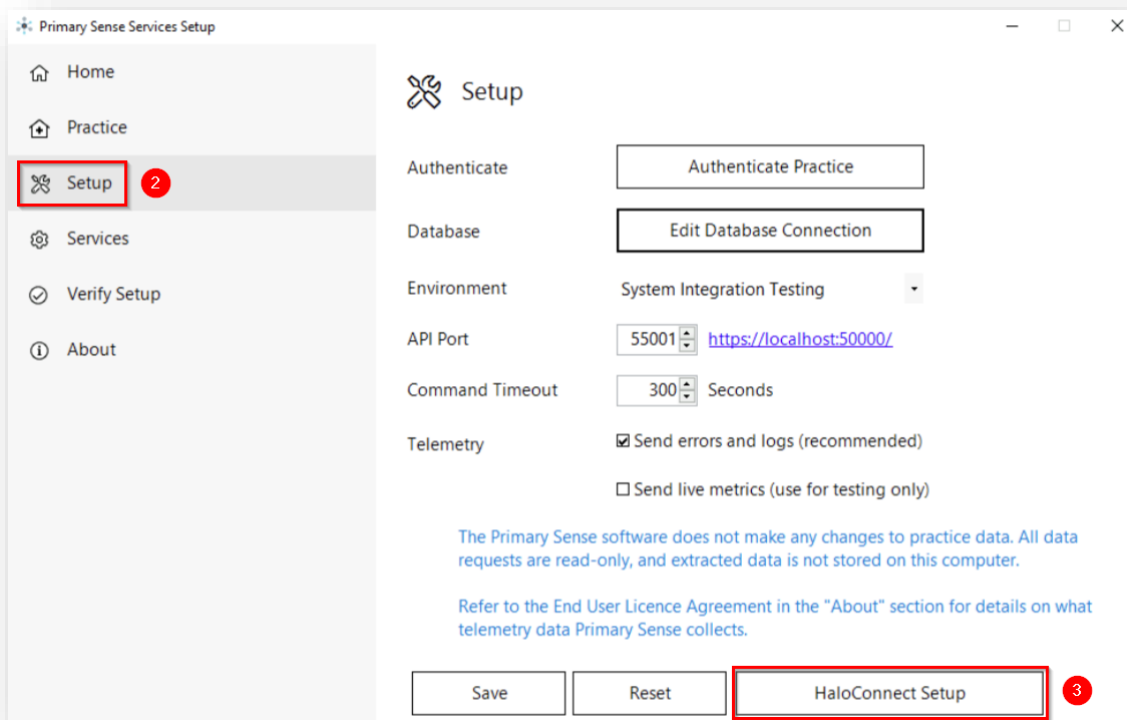 Primary Sense Services Setup
Home
Practice
Setup
2
Services
Verify Setup
About
Setup
Authenticate
Authenticate Practice
Database
Edit Database Connection
Environment
System Integration Testing
API Port
55001
https://localhost:50000/
Command Timeout
300
Seconds
Telemetry
Send errors and logs (recommended)
Send live metrics (use for testing only)
The Primary Sense software does not make any changes to practice data. All data
requests are read-only, and extracted data is not stored on this computer.
Refer to the End User Licence Agreement in the "About" section for details on what
telemetry data Primary Sense collects.
Save
Reset
HaloConnect Setup
3